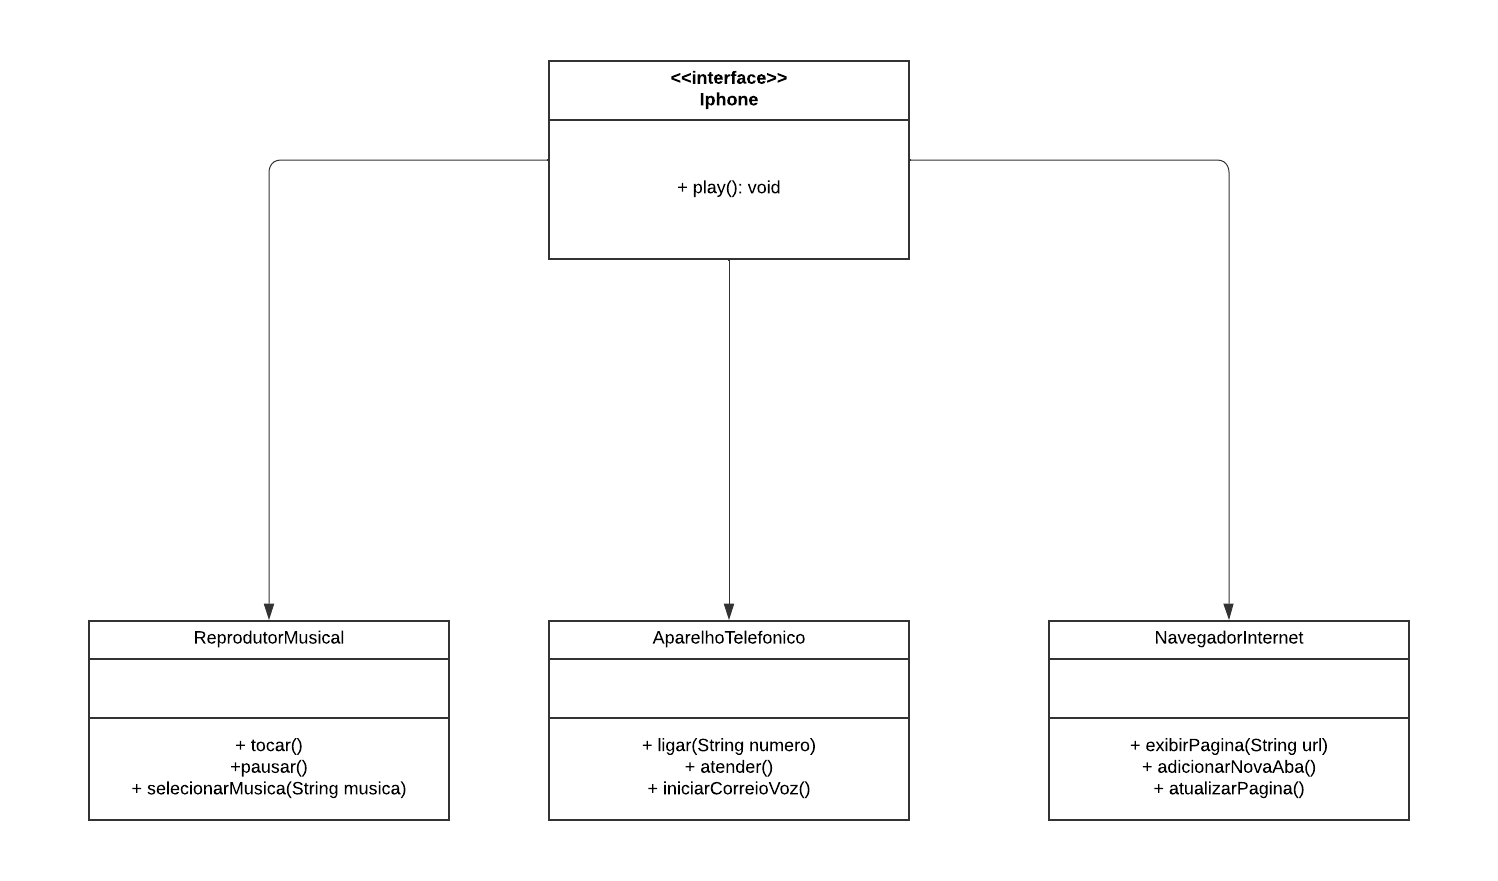 <<interface>>
Iphone
+ play(): void
ReprodutorMusical
+ tocar()
+pausar()
+ selecionarMusica(String musica)
AparelhoTelefonico
+ ligar(String numero)
+ atender()
+ iniciarCorreioVoz()
NavegadorInternet
+ exibirPagina(String url)
+ adicionarNovaAba()
+ atualizarPagina()